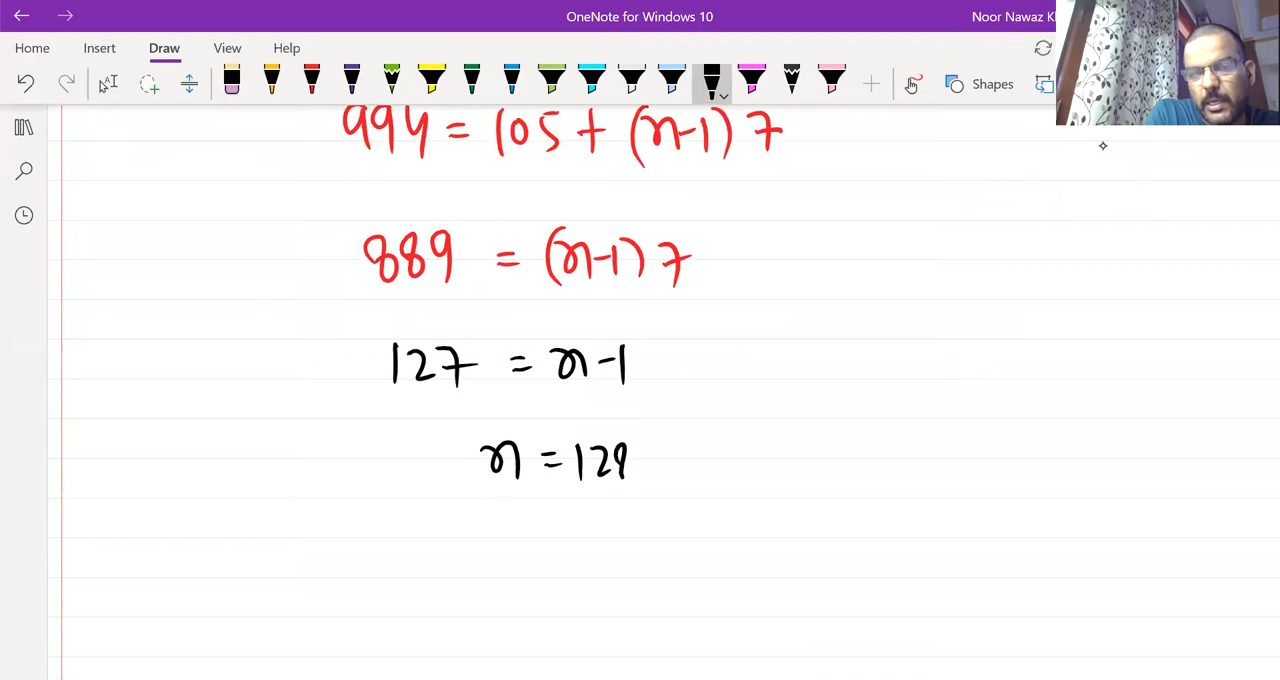 OneNote for Windows 10
Noor Nawaz Kh
Home Insert Draw View Help
Shapes
994 = 105 + (n-1) 7
889 = (n-1) 7
127 = n-1
n = 128